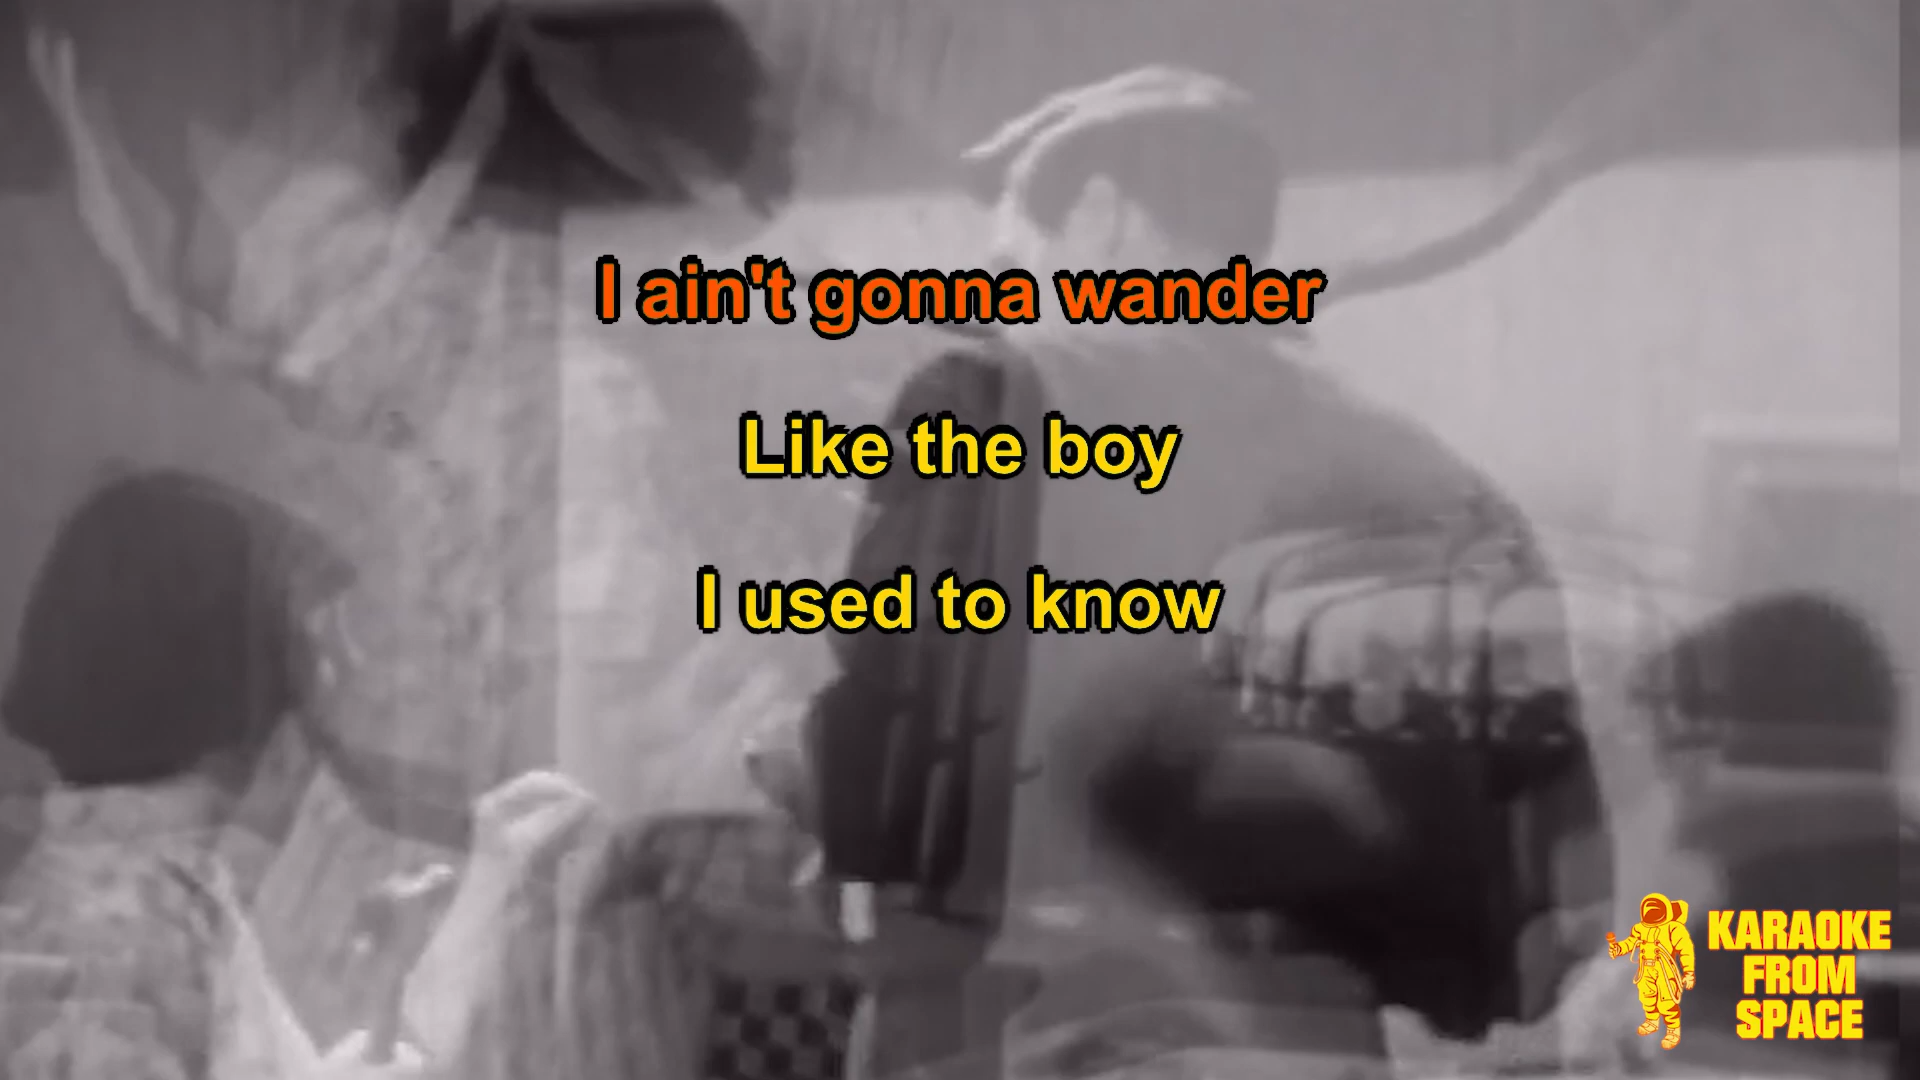 I ain't gonna wander
Like the boy
I used to know
KARAOKE
FROM
SPACE